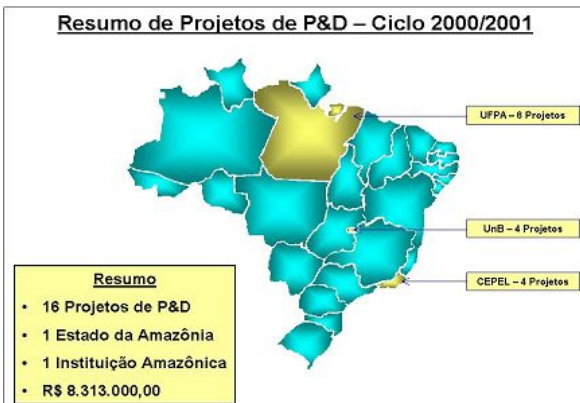 Resumo de Projetos de P&D – Ciclo 2000/2001
UFPA – 8 Projetos
UnB – 4 Projetos
CEPEL – 4 Projetos
Resumo
• 16 Projetos de P&D
• 1 Estado da Amazônia
• 1 Instituição Amazônica
• R$ 8.313.000,00